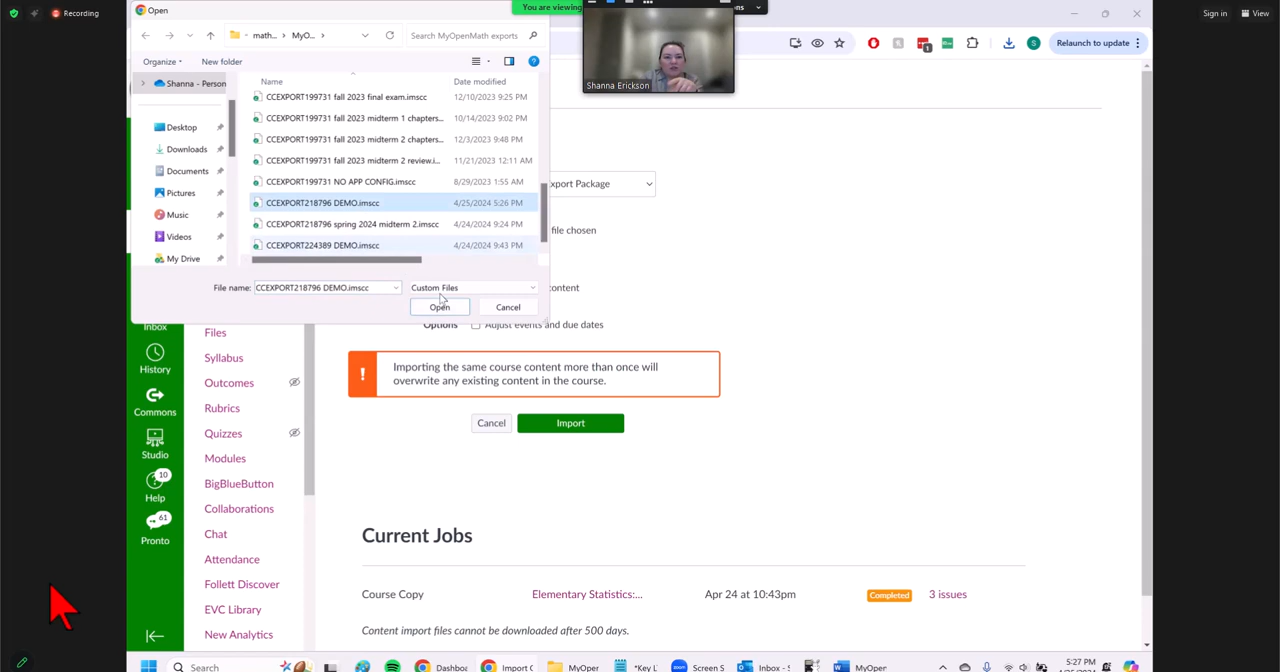 Recording
Open
You are viewing
Sign in
View
math...
MyO...
Search MyOpenMath exports
Relaunch to update
Organize
New folder
Shanna Erickson
Name
Date modified
Shanna - Person
CCEXPORT199731 fall 2023 final exam.imscc
12/10/2023 9:25 PM
CCEXPORT199731 fall 2023 midterm 1 chapters...
10/14/2023 9:02 PM
Desktop
CCEXPORT199731 fall 2023 midterm 2 chapters...
12/3/2023 9:48 PM
Downloads
CCEXPORT199731 fall 2023 midterm 2 review.i...
11/21/2023 12:11 AM
Documents
CCEXPORT199731 NO APP CONFIG.imscc
8/29/2023 1:55 AM
Pictures
CCEXPORT218796 DEMO.imscc
4/25/2024 5:26 PM
Music
CCEXPORT218796 spring 2024 midterm 2.imscc
4/24/2024 9:24 PM
Videos
CCEXPORT224389 DEMO.imscc
4/24/2024 9:43 PM
My Drive
xport Package
file chosen
File name:
CCEXPORT218796 DEMO.imscc
Custom Files
ontent
Open
Cancel
Options
Adjust events and due dates
Inbox
History
Commons
Studio
Help
10
Pronto
61
Files
Syllabus
Outcomes
Rubrics
Quizzes
Modules
BigBlueButton
Collaborations
Chat
Attendance
Follett Discover
EVC Library
New Analytics
! Importing the same course content more than once will
overwrite any existing content in the course.
Cancel
Import
Current Jobs
Course Copy
Elementary Statistics:...
Apr 24 at 10:43pm
Completed
3 issues
Content import files cannot be downloaded after 500 days.
Search
Dashboa
Import C
MyOper
*Key L
Screen S
Inbox - S
MyOper
5:27 PM